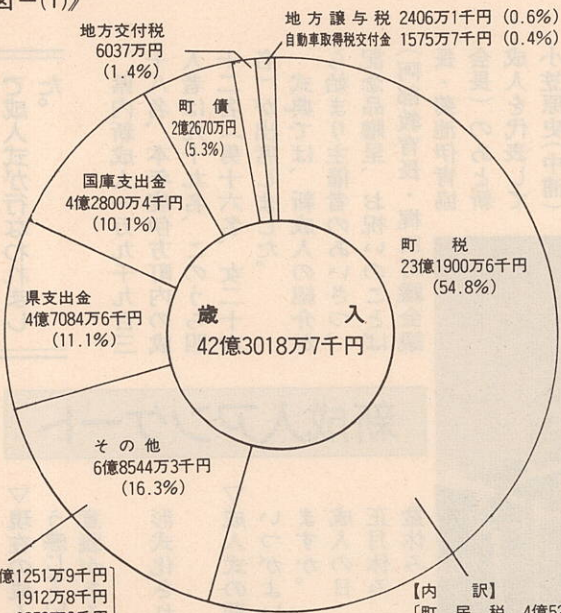 図−(1)》
地方譲与税 2406万1千円 (0.6%)
自動車取得税交付金 1575万7千円 (0.4%)
地方交付税
6037万円
(1.4%)
町債
2億2670万円
(5.3%)
国庫支出金
4億2800万4千円
(10.1%)
町税
23億1900万6千円
(54.8%)
県支出金
4億7084万6千円
(11.1%)
歳入
42億3018万7千円
その他
6億8544万3千円
(16.3%)
億1251万9千円
1912万8千円
【内訳】
町民税